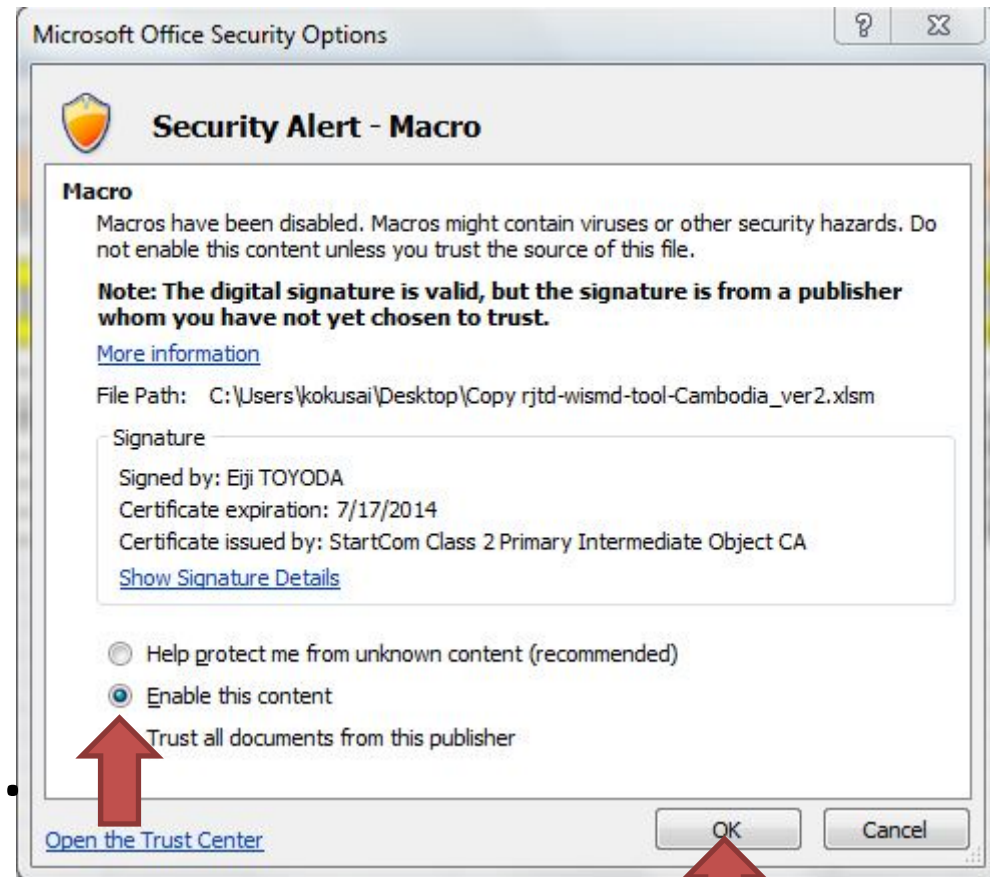 Microsoft Office Security Options
Security Alert - Macro
Macro
Macros have been disabled. Macros might contain viruses or other security hazards. Do
not enable this content unless you trust the source of this file.
Note: The digital signature is valid, but the signature is from a publisher
whom you have not yet chosen to trust.
More information
File Path: C:\Users\kokusai\Desktop\Copy rjtd-wismd-tool-Cambodia_ver2.xlsm
Signature
Signed by: Eiji TOYODA
Certificate expiration: 7/17/2014
Certificate issued by: StartCom Class 2 Primary Intermediate Object CA
Show Signature Details
Help protect me from unknown content (recommended)
Enable this content
Trust all documents from this publisher
Open the Trust Center
OK
Cancel